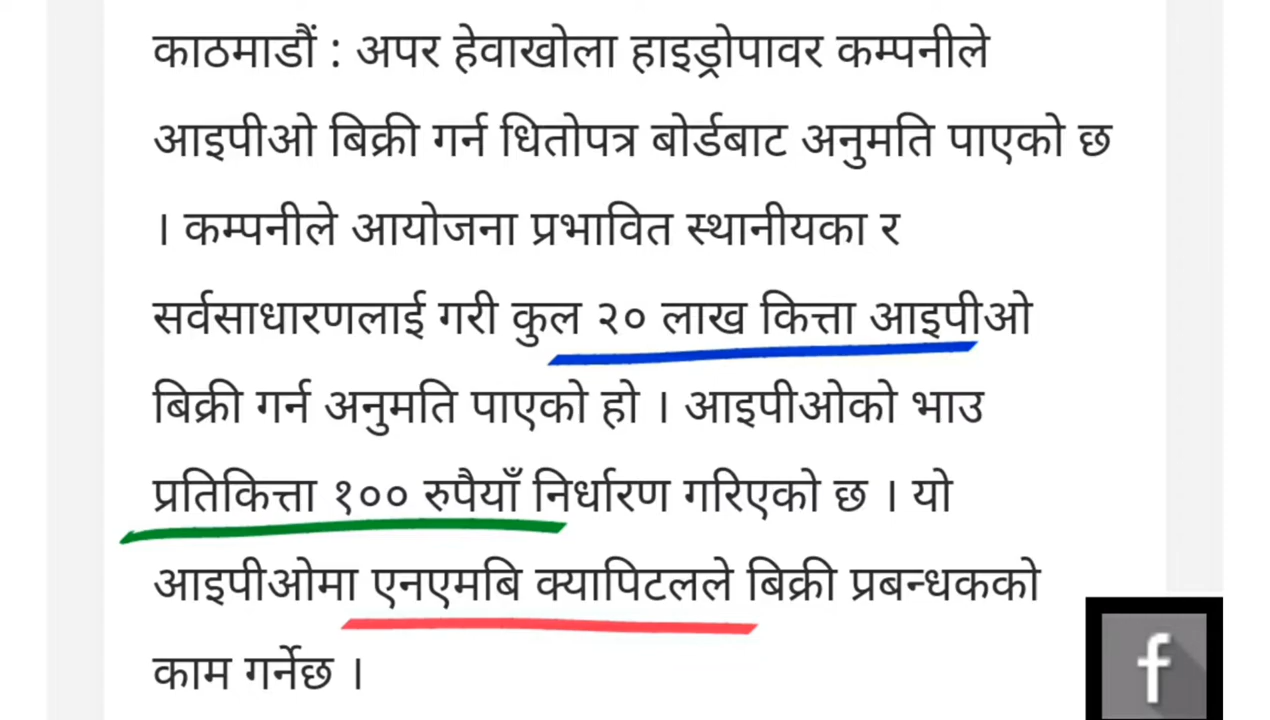 काठमाडौं : अपर हेवाखोला हाइड्रोपावर कम्पनीले
आइपीओ बिक्री गर्न धितोपत्र बोर्डबाट अनुमति पाएको छ
। कम्पनीले आयोजना प्रभावित स्थानीयका र
सर्वसाधारणलाई गरी कुल २० लाख कित्ता आइपीओ
बिक्री गर्न अनुमति पाएको हो । आइपीओको भाउ
प्रतिकित्ता १०० रुपैयाँ निर्धारण गरिएको छ । यो
आइपीओमा एनएमबि क्यापिटलले बिक्री प्रबन्धकको
काम गर्नेछ ।
f